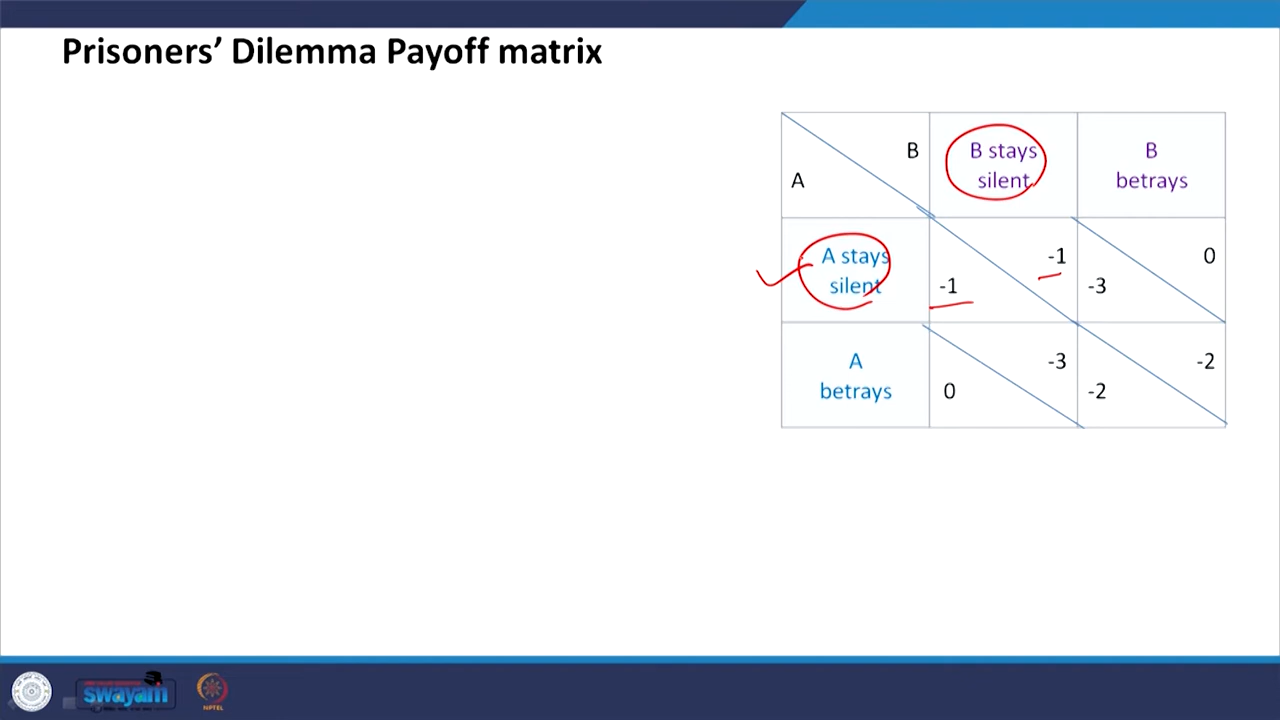 Prisoners’ Dilemma Payoff matrix
B
A
B stays
silent
B
betrays
A stays
silent
-1
-1
0
-3
A
betrays
-3
0
-2
-2
swayam
NPTEL